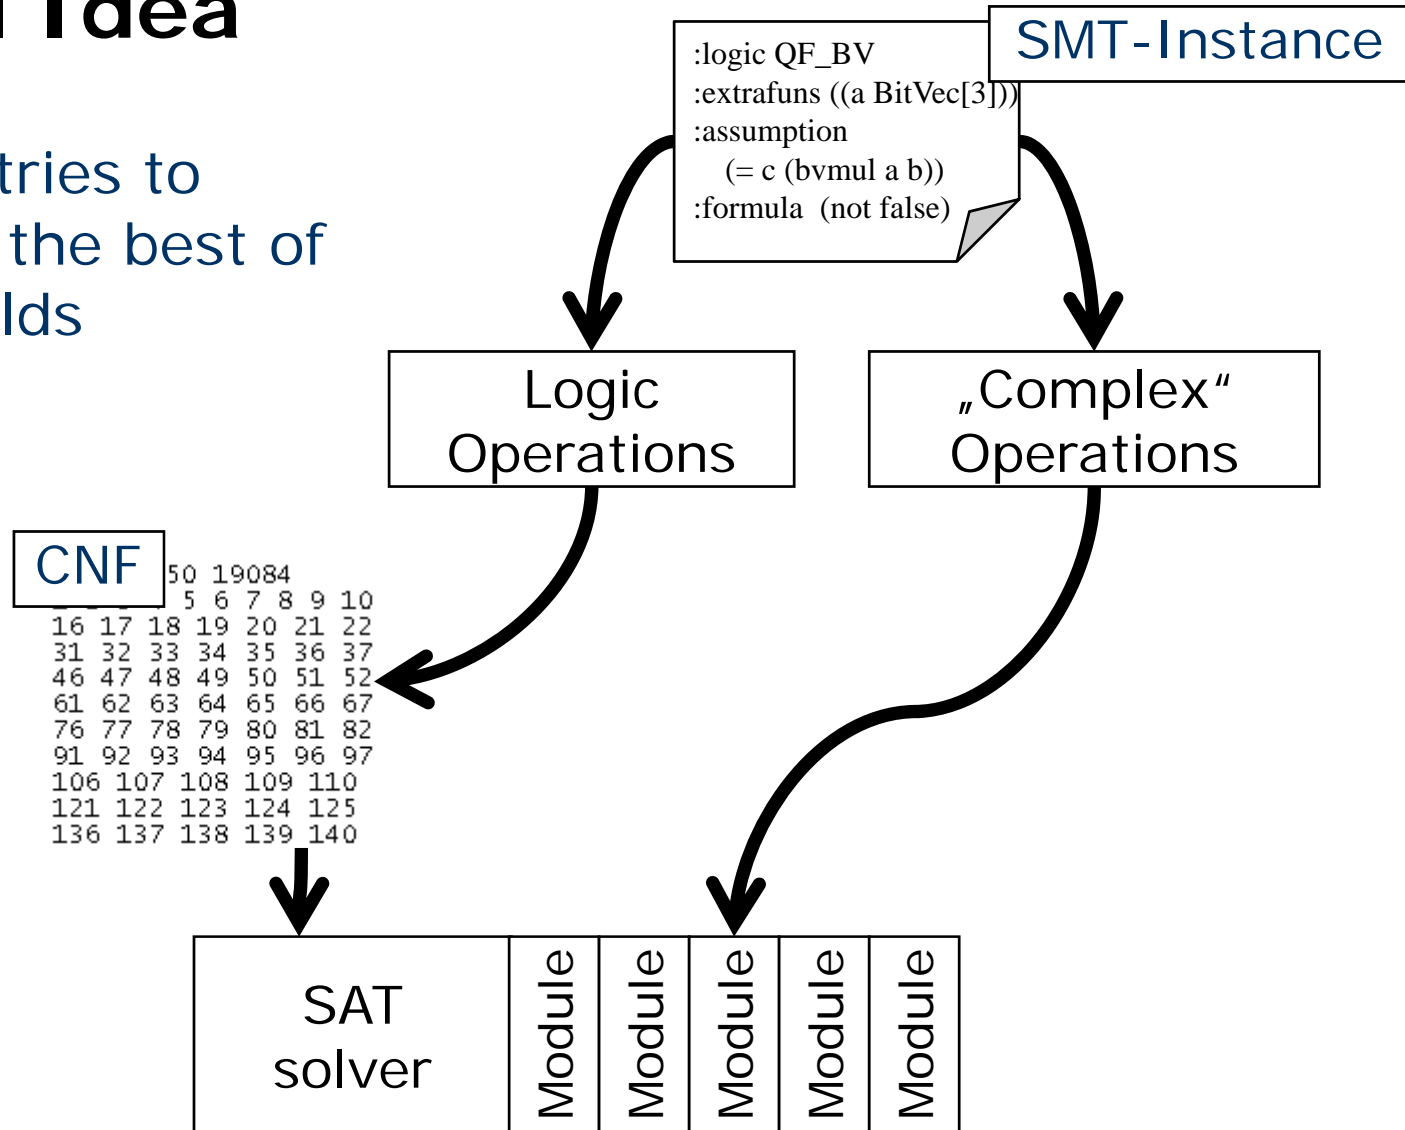 Idea
tries to
the best of
lds
SMT-Instance
:logic QF_BV
:extrafuns ((a BitVec[3]))
:assumption
(= c (bvmul a b))
:formula (not false)
Logic
Operations
„Complex“
Operations
CNF
50 19084
5 6 7 8 9 10
16 17 18 19 20 21 22
31 32 33 34 35 36 37
46 47 48 49 50 51 52
61 62 63 64 65 66 67
76 77 78 79 80 81 82
91 92 93 94 95 96 97
106 107 108 109 110
121 122 123 124 125
136 137 138 139 140
SAT
solver
Module
Module
Module
Module
Module